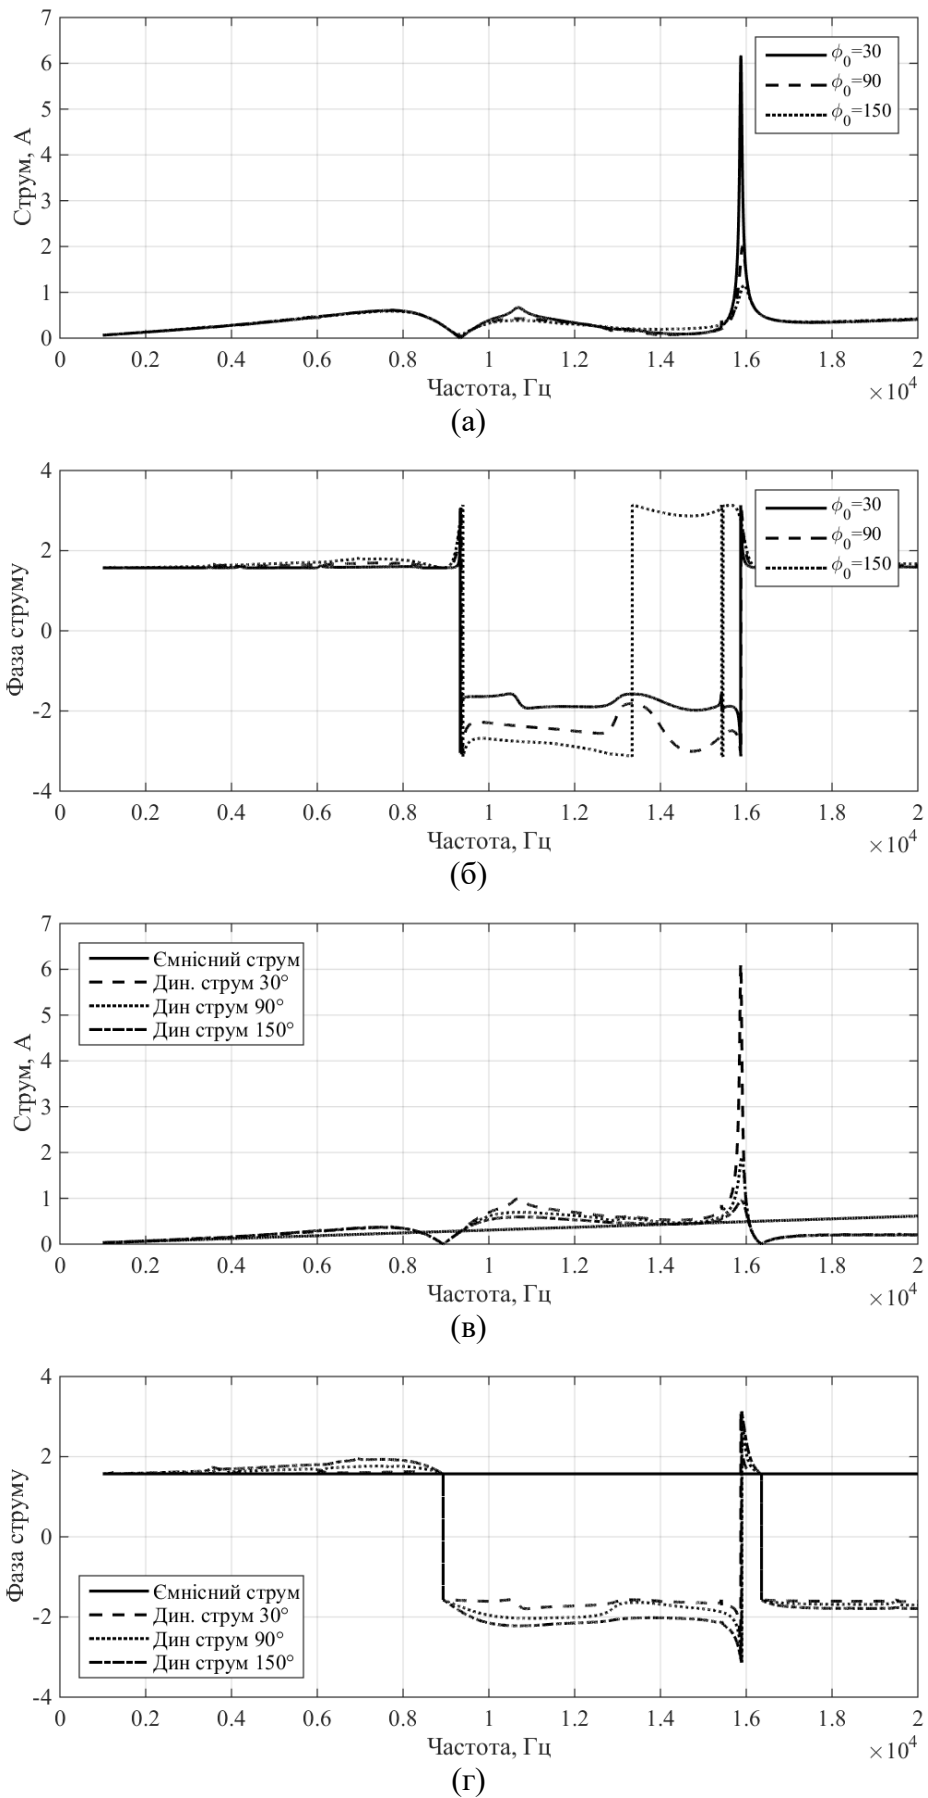 7
6
5
4
3
2
1
0
Струм, А
ϕ0=30
ϕ0=90
ϕ0=150
0 0.2 0.4 0.6 0.8 1 1.2 1.4 1.6 1.8 2
Частота, Гц
×10^4
(а)
4
2
0
-2
-4
Фаза струму
ϕ0=30
ϕ0=90
ϕ0=150
0 0.2 0.4 0.6 0.8 1 1.2 1.4 1.6 1.8 2
Частота, Гц
×10^4
(б)
7
6
5
4
3
2
1
0
Струм, А
Ємнісний струм
Дин. струм 30°
Дин струм 90°
Дин струм 150°
0 0.2 0.4 0.6 0.8 1 1.2 1.4 1.6 1.8 2
Частота, Гц
×10^4
(в)
4
2
0
-2
-4
Фаза струму
Ємнісний струм
Дин. струм 30°
Дин струм 90°
Дин струм 150°
0 0.2 0.4 0.6 0.8 1 1.2 1.4 1.6 1.8 2
Частота, Гц
×10^4
(г)